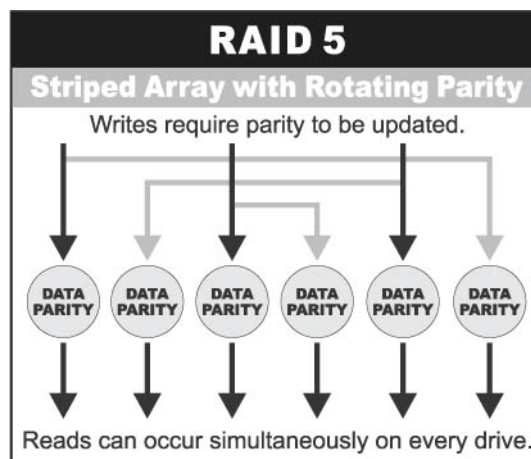 RAID 5
Striped Array with Rotating Parity
Writes require parity to be updated.
DATA PARITY
DATA PARITY
DATA PARITY
DATA PARITY
DATA PARITY
DATA PARITY
Reads can occur simultaneously on every drive.